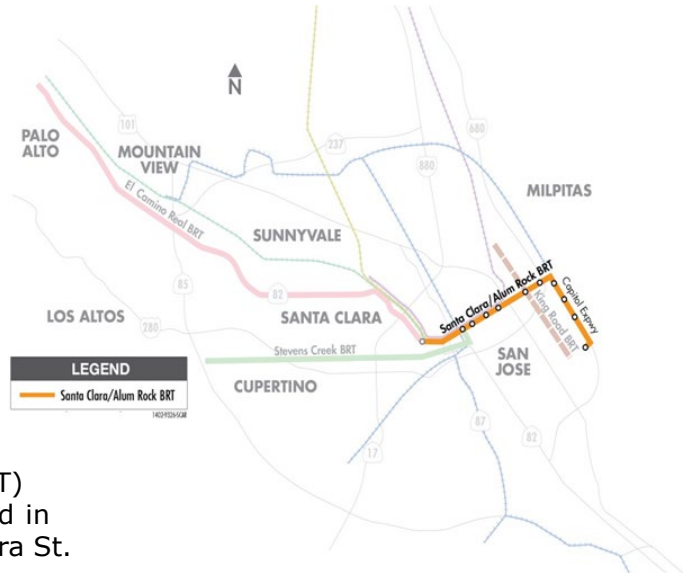 N
101
680
237
880
PALO
ALTO
MOUNTAIN
VIEW
MILPITAS
El Camino Real BRT
SUNNYVALE
85
82
Santa Clara/Alum Rock BRT
Capitol Expwy
King Road BRT
LOS ALTOS
280
SANTA CLARA
Stevens Creek BRT
SAN
JOSE
CUPERTINO
LEGEND
Santa Clara/Alum Rock BRT
87
82
17
T)
d in
ra St.